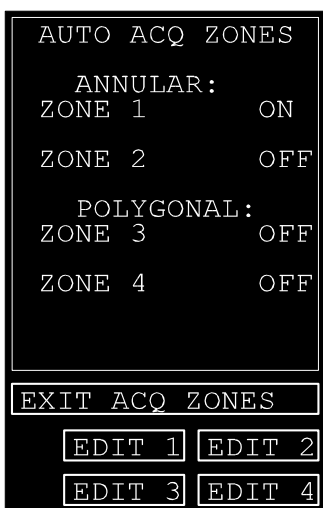 AUTO ACQ ZONES
ANNULAR:
ZONE 1 ON
ZONE 2 OFF
POLYGONAL:
ZONE 3 OFF
ZONE 4 OFF
EXIT ACQ ZONES
EDIT 1 EDIT 2
EDIT 3 EDIT 4